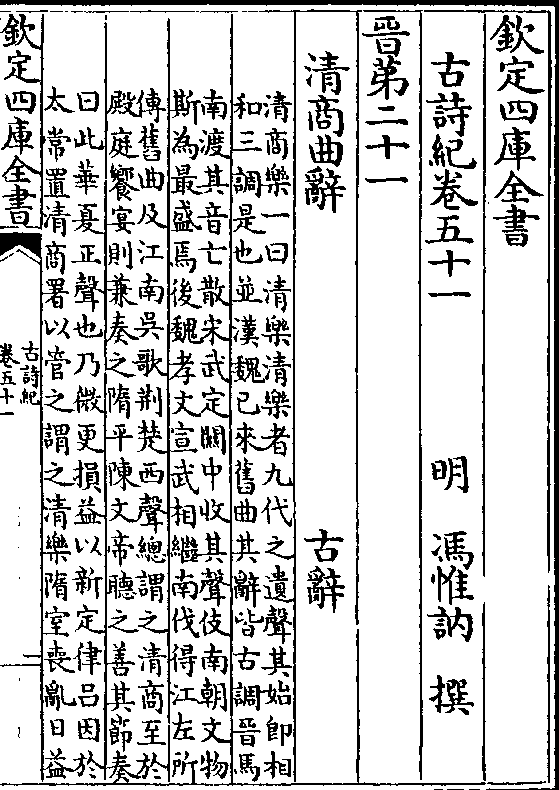 欽定四庫全書
古詩紀卷五十一　明　馮惟訥　撰
晉第二十一
清商曲辭　古辭
清商樂一曰清樂清樂者九代之遺聲其始即相
和三調是也並漢魏已來舊曲其辭皆古調晉馬
南渡其音亡散宋武定關中收其聲伎南朝文物
斯為最盛焉後魏孝文宣武相繼南伐得江左所
傳舊曲及江南吳歌荆楚西聲總謂之清商至於
殿庭饗宴則兼奏之隋平陳文帝聽之善其節奏
曰此華夏正聲也乃微更損益以新定律呂因於
太常置清商署以管之謂之清樂隋室喪亂日益
欽定四庫全書
古詩紀
卷五十一
一